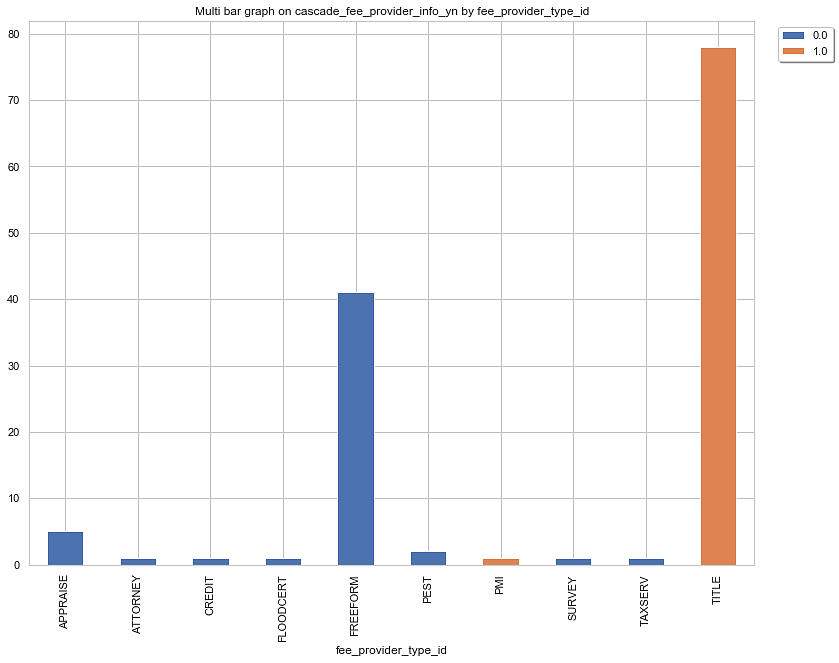 Multi bar graph on cascade_fee_provider_info_yn by fee_provider_type_id
0.0
1.0
80
70
60
50
40
30
20
10
0
APPRAISE
ATTORNEY
CREDIT
FLOODCERT
FREEFORM
PEST
PMI
SURVEY
TAXSERV
TITLE
fee_provider_type_id